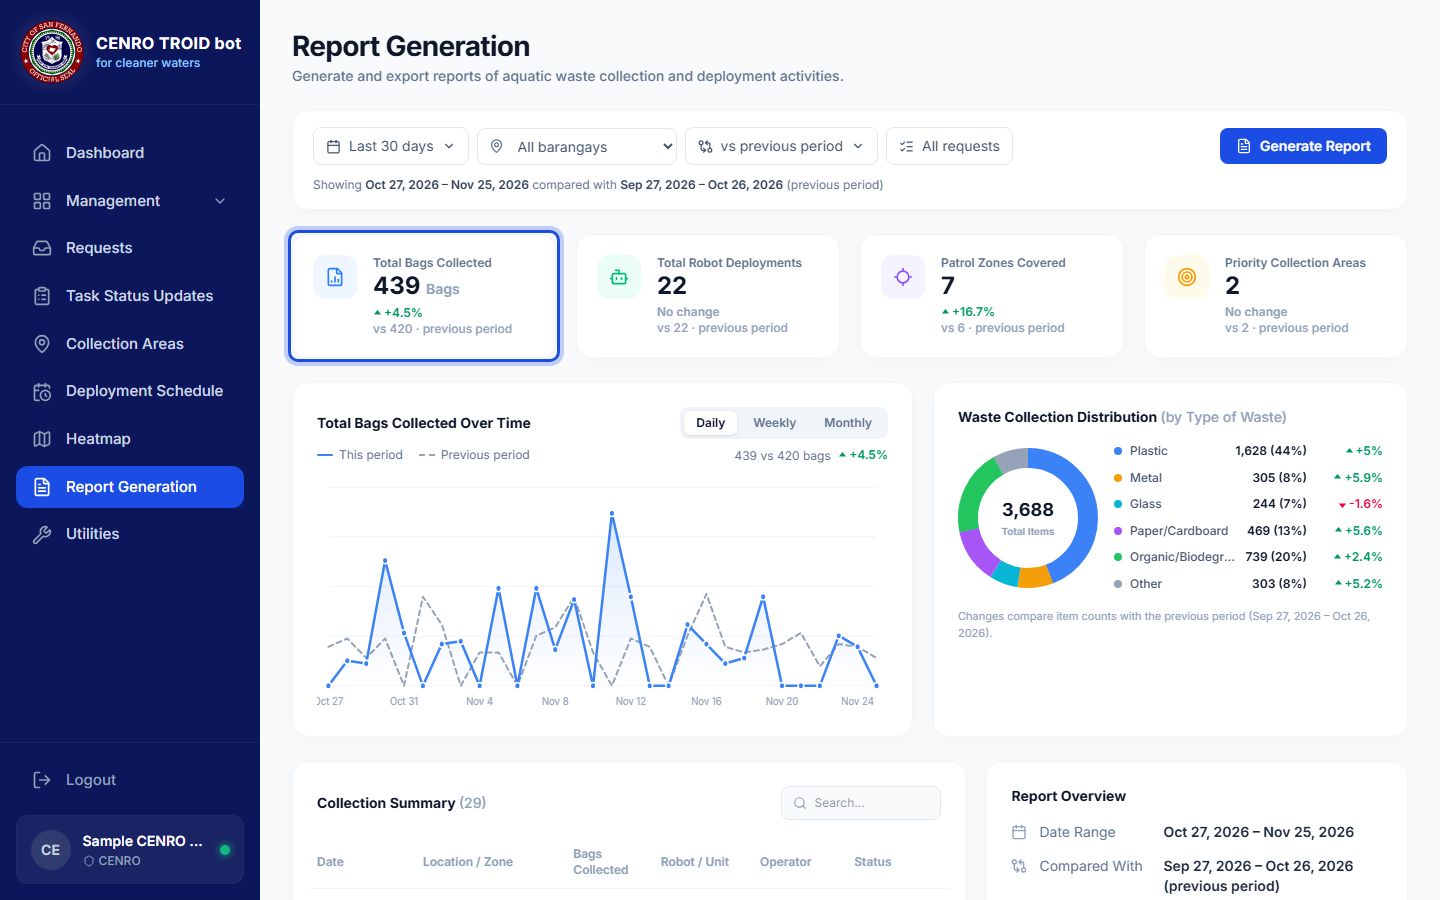 CITY OF SAN FERNANDO
OFFICIAL SEAL
CENRO TROID bot
for cleaner waters
Dashboard
Management
Requests
Task Status Updates
Collection Areas
Deployment Schedule
Heatmap
Report Generation
Utilities
Logout
CE
Sample CENRO ...
CENRO
Report Generation
Generate and export reports of aquatic waste collection and deployment activities.
Last 30 days
All barangays
vs previous period
All requests
Generate Report
Showing Oct 27, 2026 – Nov 25, 2026 compared with Sep 27, 2026 – Oct 26, 2026 (previous period)
Total Bags Collected
439 Bags
+4.5%
vs 420 · previous period
Total Robot Deployments
22
No change
vs 22 · previous period
Patrol Zones Covered
7
+16.7%
vs 6 · previous period
Priority Collection Areas
2
No change
vs 2 · previous period
Total Bags Collected Over Time
Daily Weekly Monthly
This period Previous period
439 vs 420 bags +4.5%
Oct 27 Oct 31 Nov 4 Nov 8 Nov 12 Nov 16 Nov 20 Nov 24
Waste Collection Distribution (by Type of Waste)
3,688
Total Items
Plastic 1,628 (44%) +5%
Metal 305 (8%) +5.9%
Glass 244 (7%) -1.6%
Paper/Cardboard 469 (13%) +5.6%
Organic/Biodegr... 739 (20%) +2.4%
Other 303 (8%) +5.2%
Changes compare item counts with the previous period (Sep 27, 2026 – Oct 26,
2026).
Collection Summary (29)
Search...
Date Location / Zone Bags Collected Robot / Unit Operator Status
Report Overview
Date Range Oct 27, 2026 – Nov 25, 2026
Compared With Sep 27, 2026 – Oct 26, 2026
(previous period)